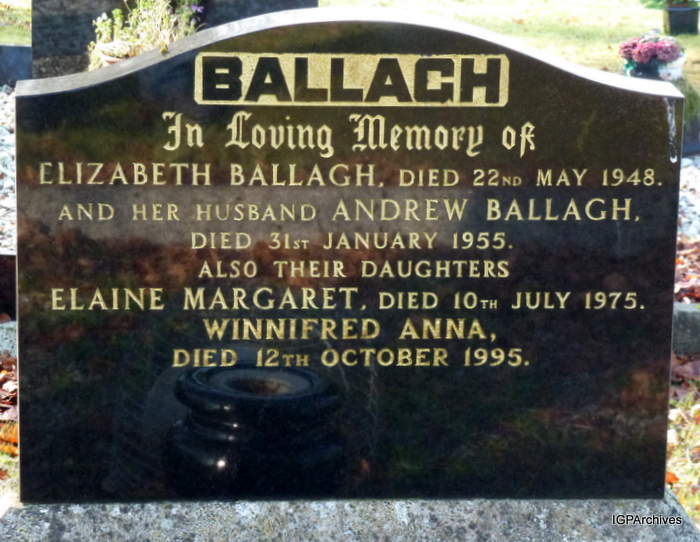 BALLAGH
In Loving Memory of
ELIZABETH BALLAGH, DIED 22ND MAY 1948.
AND HER HUSBAND ANDREW BALLAGH,
DIED 31ST JANUARY 1955.
ALSO THEIR DAUGHTERS
ELAINE MARGARET, DIED 10TH JULY 1975.
WINNIFRED ANNA,
DIED 12TH OCTOBER 1995.
IGPArchives